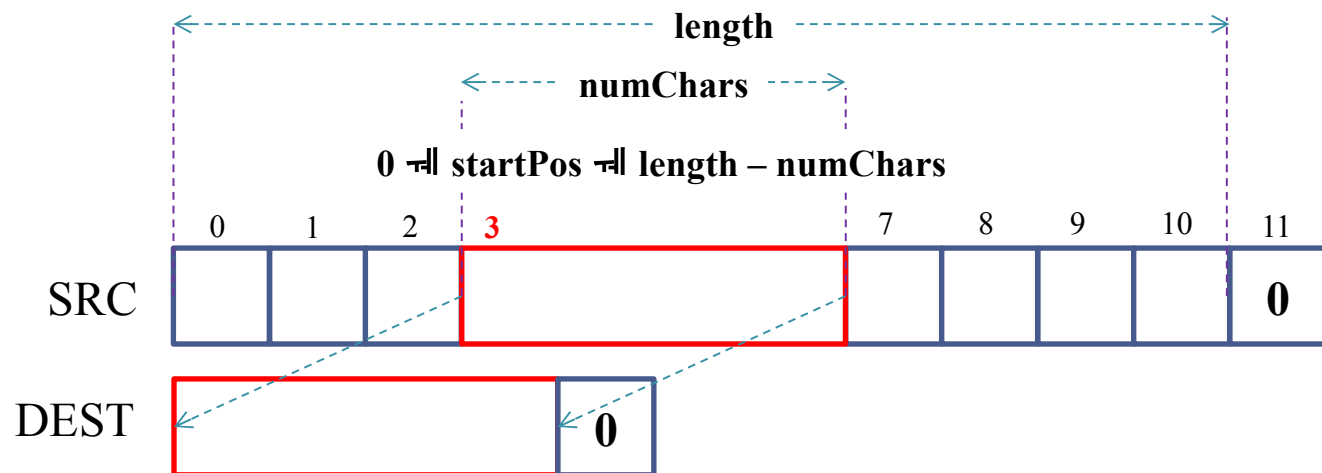 length
numChars
0 ⫣ startPos ⫣ length – numChars
0 1 2 3 7 8 9 10 11
SRC 0
DEST 0